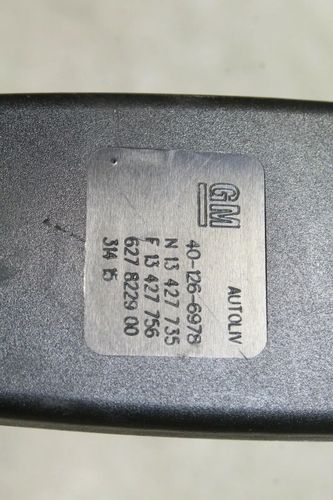 GM
AUTOLIV
40-126-6978
N 13 427 735
F 13 427 756
627 8229 00
314 15